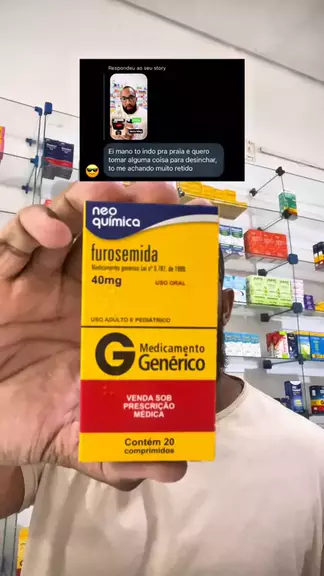 Respondeu ao seu story
Ei mano to indo pra praia e quero
tomar alguma coisa para desinchar,
to me achando muito retido
neo
química
furosemida
Medicamento genérico Lei nº 9.787, de 1999
40mg
USO ORAL
USO ADULTO E PEDIÁTRICO
G Medicamento
Genérico
VENDA SOB
PRESCRIÇÃO
MÉDICA
Contém 20
comprimidos